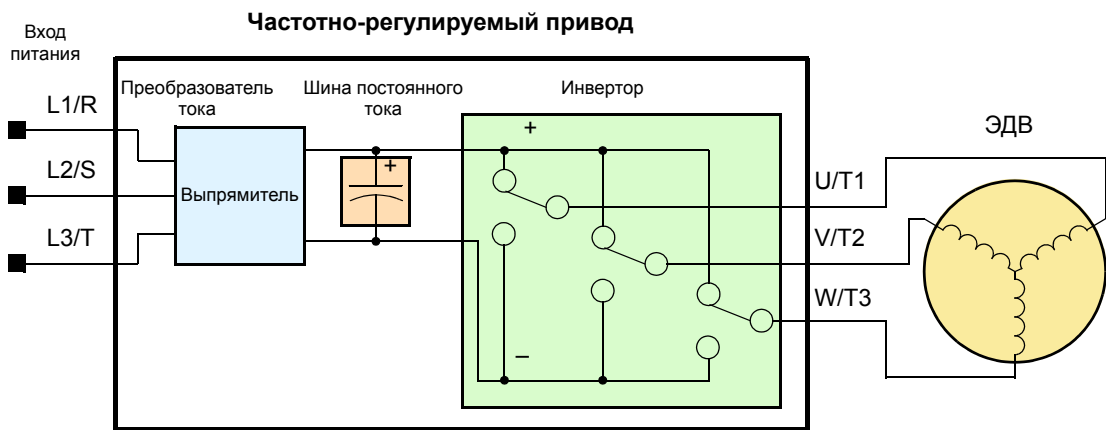 Частотно-регулируемый привод
Вход
питания
Преобразователь
тока
Шина постоянного
тока
Инвертор
L1/R
L2/S
L3/T
Выпрямитель
+
+
–
U/T1
V/T2
W/T3
ЭДВ